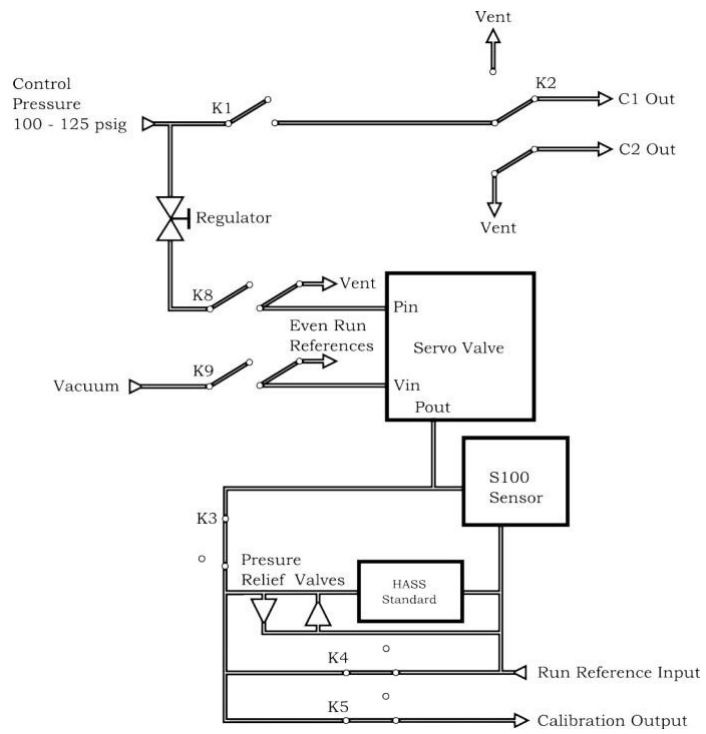 Vent
Control
Pressure
100 - 125 psig
K1
K2
C1 Out
C2 Out
Vent
Regulator
K8
Vent
Pin
Even Run
References
Servo Valve
K9
Vacuum
Vin
Pout
S100
Sensor
K3
Presure
Relief Valves
HASS
Standard
K4
Run Reference Input
K5
Calibration Output